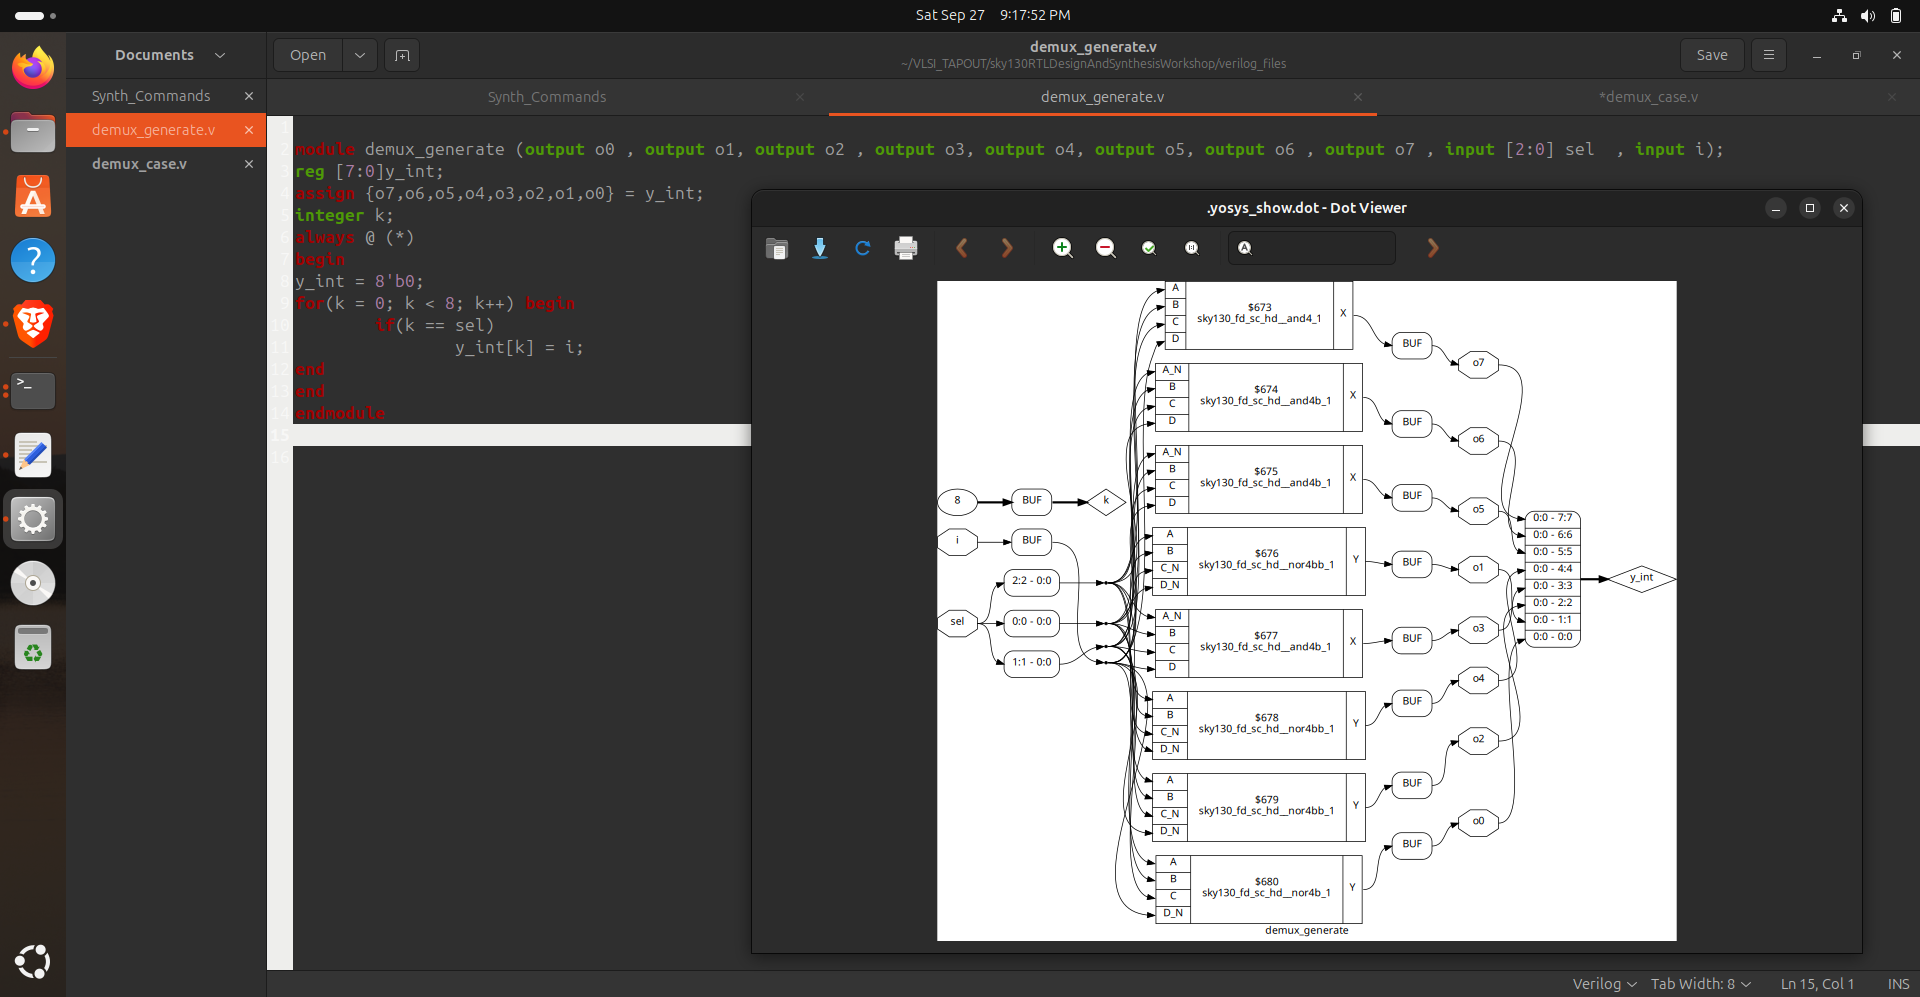 Sat Sep 27 9:17:52 PM
Documents
Open
demux_generate.v
~/VLSI_TAPOUT/sky130RTLDesignAndSynthesisWorkshop/verilog_files
Save
Synth_Commands
demux_generate.v
demux_case.v
Synth_Commands
demux_generate.v
*demux_case.v
1
2 module demux_generate (output o0 , output o1, output o2 , output o3, output o4, output o5, output o6 , output o7 , input [2:0] sel  , input i);
3 reg [7:0]y_int;
4 assign {o7,o6,o5,o4,o3,o2,o1,o0} = y_int;
5 integer k;
6 always @ (*)
7 begin
8 y_int = 8'b0;
9 for(k = 0; k < 8; k++) begin
10 if(k == sel)
11 y_int[k] = i;
12 end
13 end
14 endmodule
15
16
.yosys_show.dot - Dot Viewer
A
B
C
D
$673
sky130_fd_sc_hd__and4_1
X
BUF
o7
A_N
B
C
D
$674
sky130_fd_sc_hd__and4b_1
X
BUF
o6
A_N
B
C
D
$675
sky130_fd_sc_hd__and4b_1
X
BUF
o5
A
B
C_N
D_N
$676
sky130_fd_sc_hd__nor4bb_1
Y
BUF
o1
A_N
B
C
D
$677
sky130_fd_sc_hd__and4b_1
X
BUF
o3
A
B
C_N
D_N
$678
sky130_fd_sc_hd__nor4bb_1
Y
BUF
o4
A
B
C_N
D_N
$679
sky130_fd_sc_hd__nor4bb_1
Y
BUF
o2
A
B
C
D_N
$680
sky130_fd_sc_hd__nor4b_1
Y
BUF
o0
8
BUF
k
i
BUF
sel
2:2 - 0:0
0:0 - 0:0
1:1 - 0:0
0:0 - 7:7
0:0 - 6:6
0:0 - 5:5
0:0 - 4:4
0:0 - 3:3
0:0 - 2:2
0:0 - 1:1
0:0 - 0:0
y_int
demux_generate
Verilog
Tab Width: 8
Ln 15, Col 1
INS